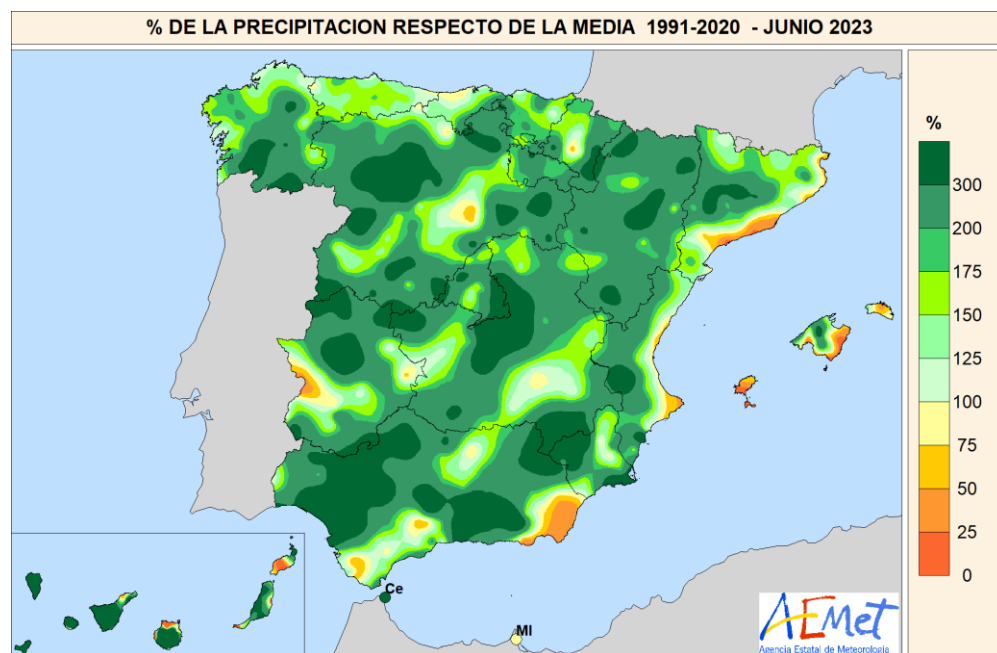 % DE LA PRECIPITACION RESPECTO DE LA MEDIA 1991-2020 - JUNIO 2023
%
300
200
175
150
125
100
75
50
25
0
Ce
Ml
AEMet
Agencia Estatal de Meteorología